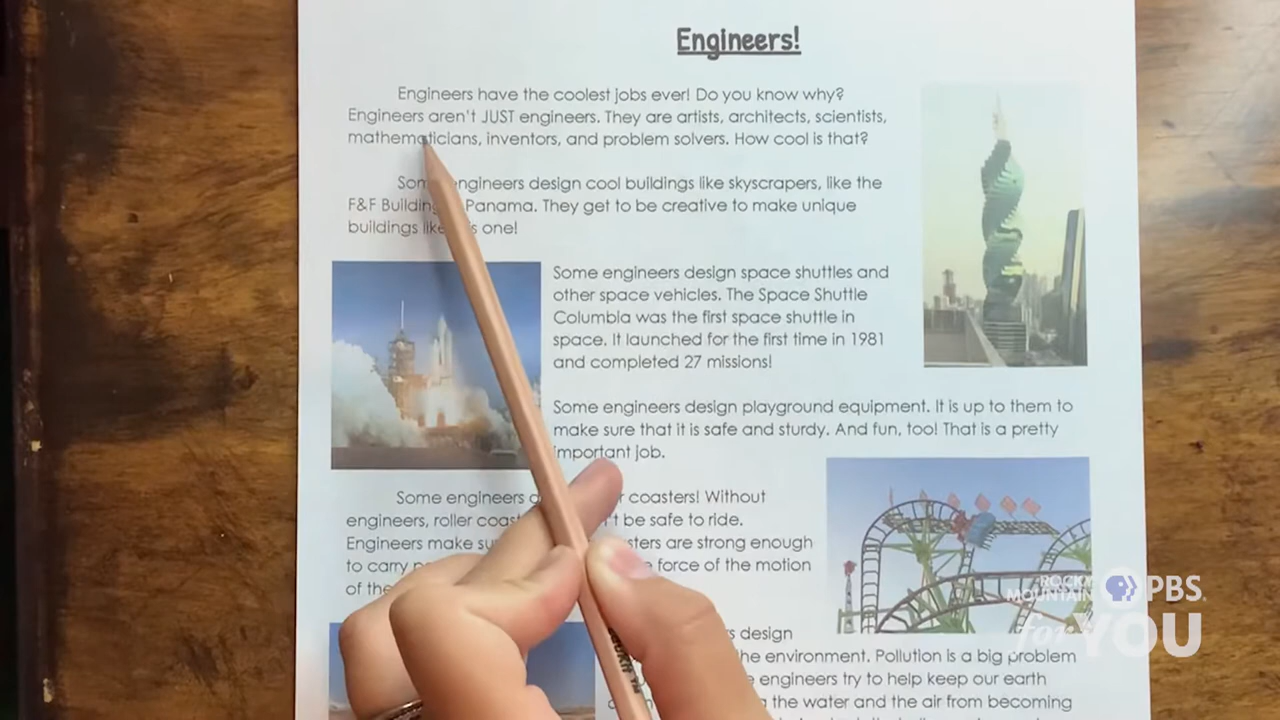 Engineers!
Engineers have the coolest jobs ever! Do you know why?
Engineers aren't JUST engineers. They are artists, architects, scientists,
mathematicians, inventors, and problem solvers. How cool is that?
engineers design cool buildings like skyscrapers, like the
F&F Building Panama. They get to be creative to make unique
buildings one!
Some engineers design space shuttles and
other space vehicles. The Space Shuttle
Columbia was the first space shuttle in
space. It launched for the first time in 1981
and completed 27 missions!
Some engineers design playground equipment. It is up to them to
make sure that it is safe and sturdy. And fun, too! That is a pretty
important job.
Some engineers coasters! Without
engineers, roller be safe to ride.
Engineers make are strong enough
to carry force of the motion
of the
design
environment. Pollution is a big problem
engineers try to help keep our earth
the water and the air from becoming
ROCKY
MOUNTAIN PBS
for YOU